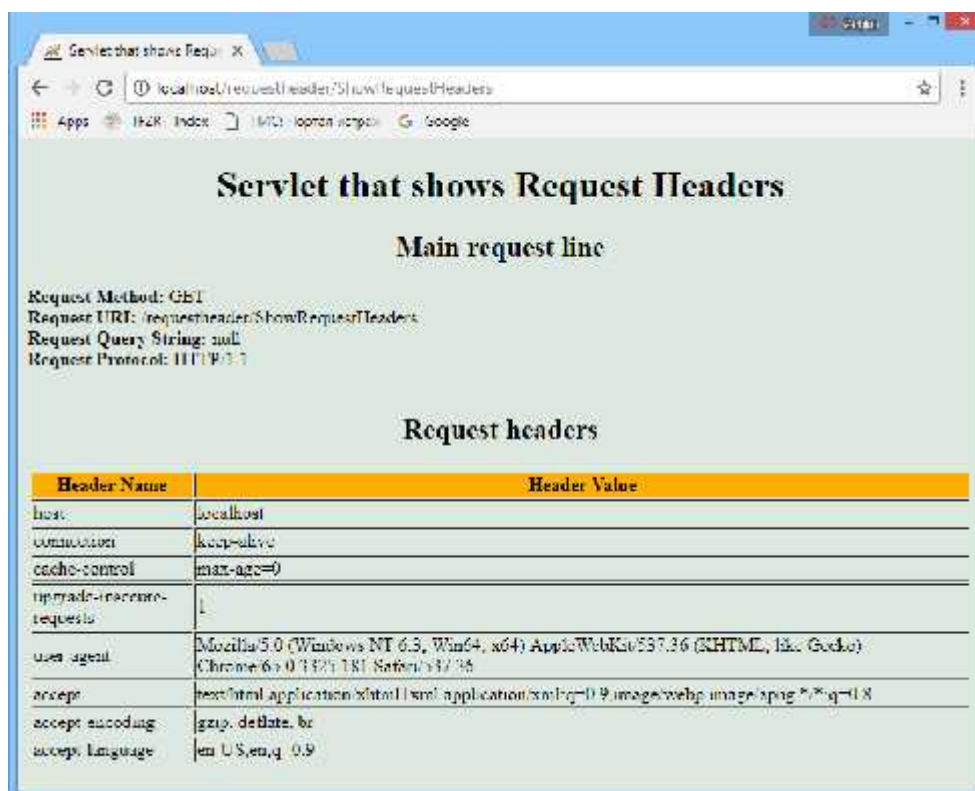 Servlet that shows Reque
localhost/requestheader/ShowRequestHeaders
Apps Index Google
Servlet that shows Request Headers
Main request line
Request Method: GET
Request URI: /requestheader/ShowRequestHeaders
Request Query String: null
Request Protocol: HTTP/1.1
Request headers
Header Name Header Value
host localhost
connection keep-alive
cache-control max-age=0
upgrade-insecure-
requests 1
user-agent Mozilla/5.0 (Windows NT 6.3; Win64; x64) AppleWebKit/537.36 (KHTML, like Gecko)
Chrome/65.0.3325.181 Safari/537.36
accept text/html,application/xhtml+xml,application/xml;q=0.9,image/webp,image/apng,*/*;q=0.8
accept-encoding gzip, deflate, br
accept-language en-US,en;q=0.9